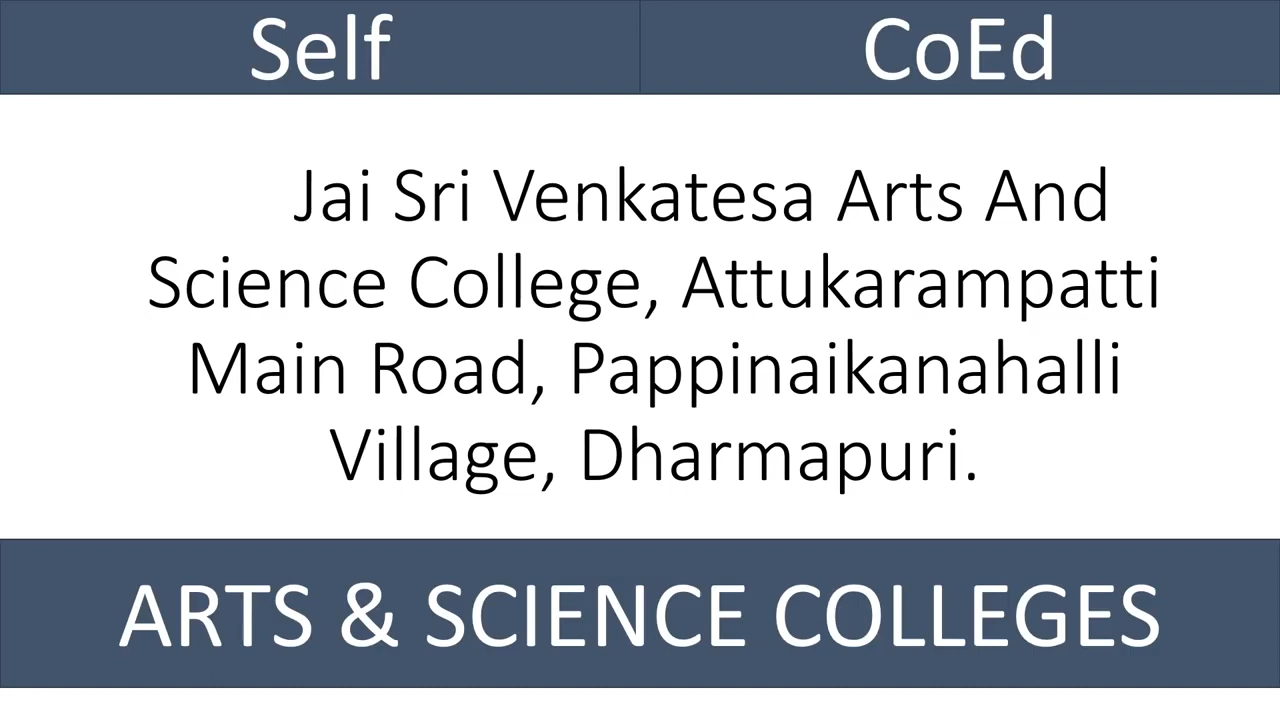 Self
CoEd
Jai Sri Venkatesa Arts And
Science College, Attukarampatti
Main Road, Pappinaikanahalli
Village, Dharmapuri.
ARTS & SCIENCE COLLEGES